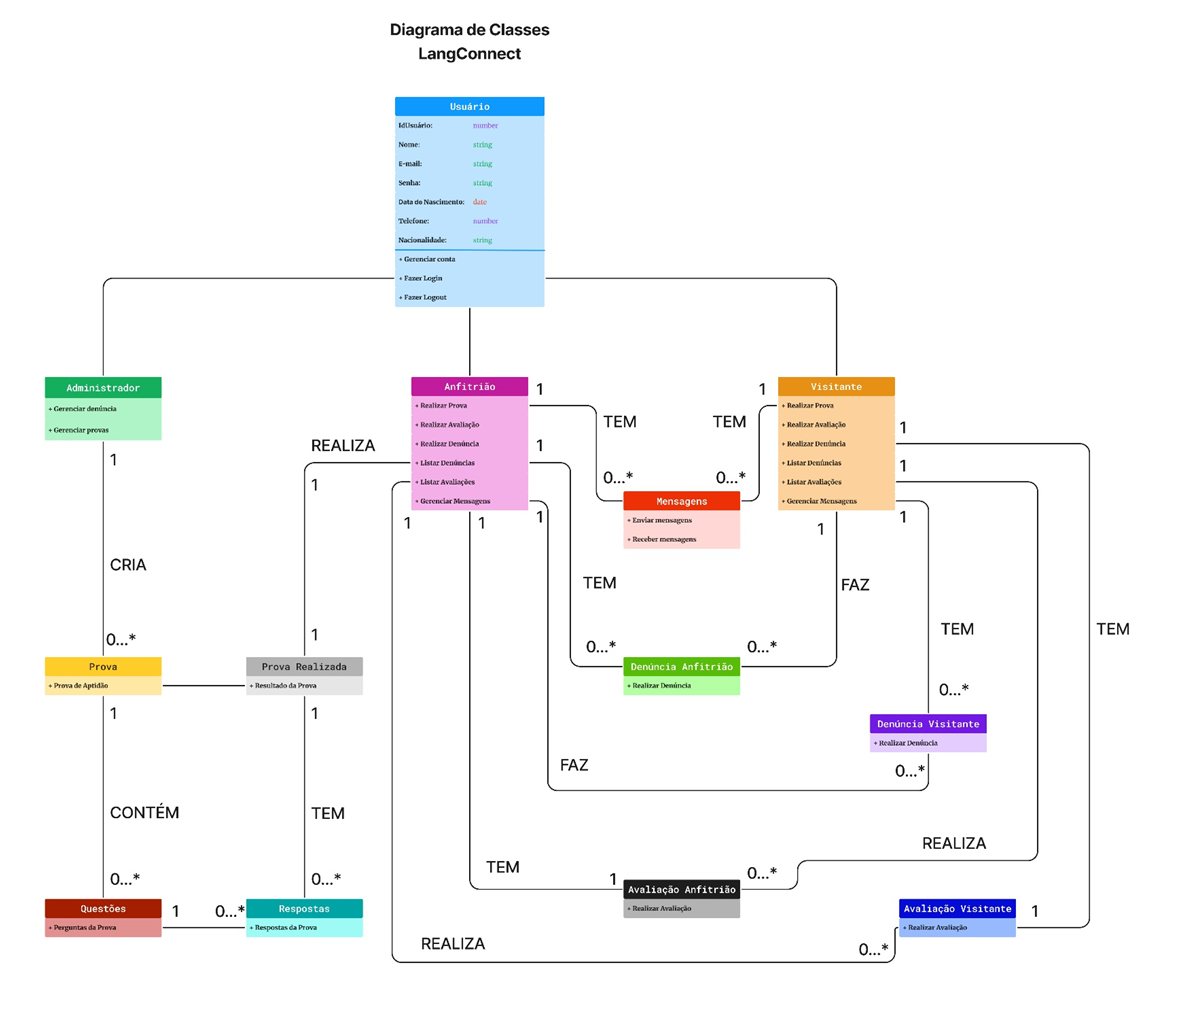 Diagrama de Classes
LangConnect
Usuário
IdUsuário: number
Nome: string
E-mail: string
Senha: string
Data do Nascimento: date
Telefone: number
Nacionalidade: string
+ Gerenciar conta
+ Fazer Login
+ Fazer Logout
Administrador
+ Gerenciar denúncia
+ Gerenciar provas
1
CRIA
0...*
Anfitrião
+ Realizar Prova
+ Realizar Avaliação
+ Realizar Denúncia
+ Listar Denúncias
+ Listar Avaliações
+ Gerenciar Mensagens
1
1
1
1
1
REALIZA
1
1
Visitante
+ Realizar Prova
+ Realizar Avaliação
+ Realizar Denúncia
+ Listar Denúncias
+ Listar Avaliações
+ Gerenciar Mensagens
1
1
1
1
1
TEM
TEM
0...*
0...*
Mensagens
+ Enviar mensagens
+ Receber mensagens
TEM
FAZ
0...*
0...*
Denúncia Anfitrião
+ Realizar Denúncia
TEM
TEM
0...*
Denúncia Visitante
+ Realizar Denúncia
0...*
FAZ
Prova
+ Prova de Aptidão
1
CONTÉM
0...*
Prova Realizada
+ Resultado da Prova
1
TEM
0...*
Questões
+ Perguntas da Prova
1
0...*
Respostas
+ Respostas da Prova
TEM
1
REALIZA
0...*
Avaliação Anfitrião
+ Realizar Avaliação
Avaliação Visitante
+ Realizar Avaliação
1
REALIZA
0...*